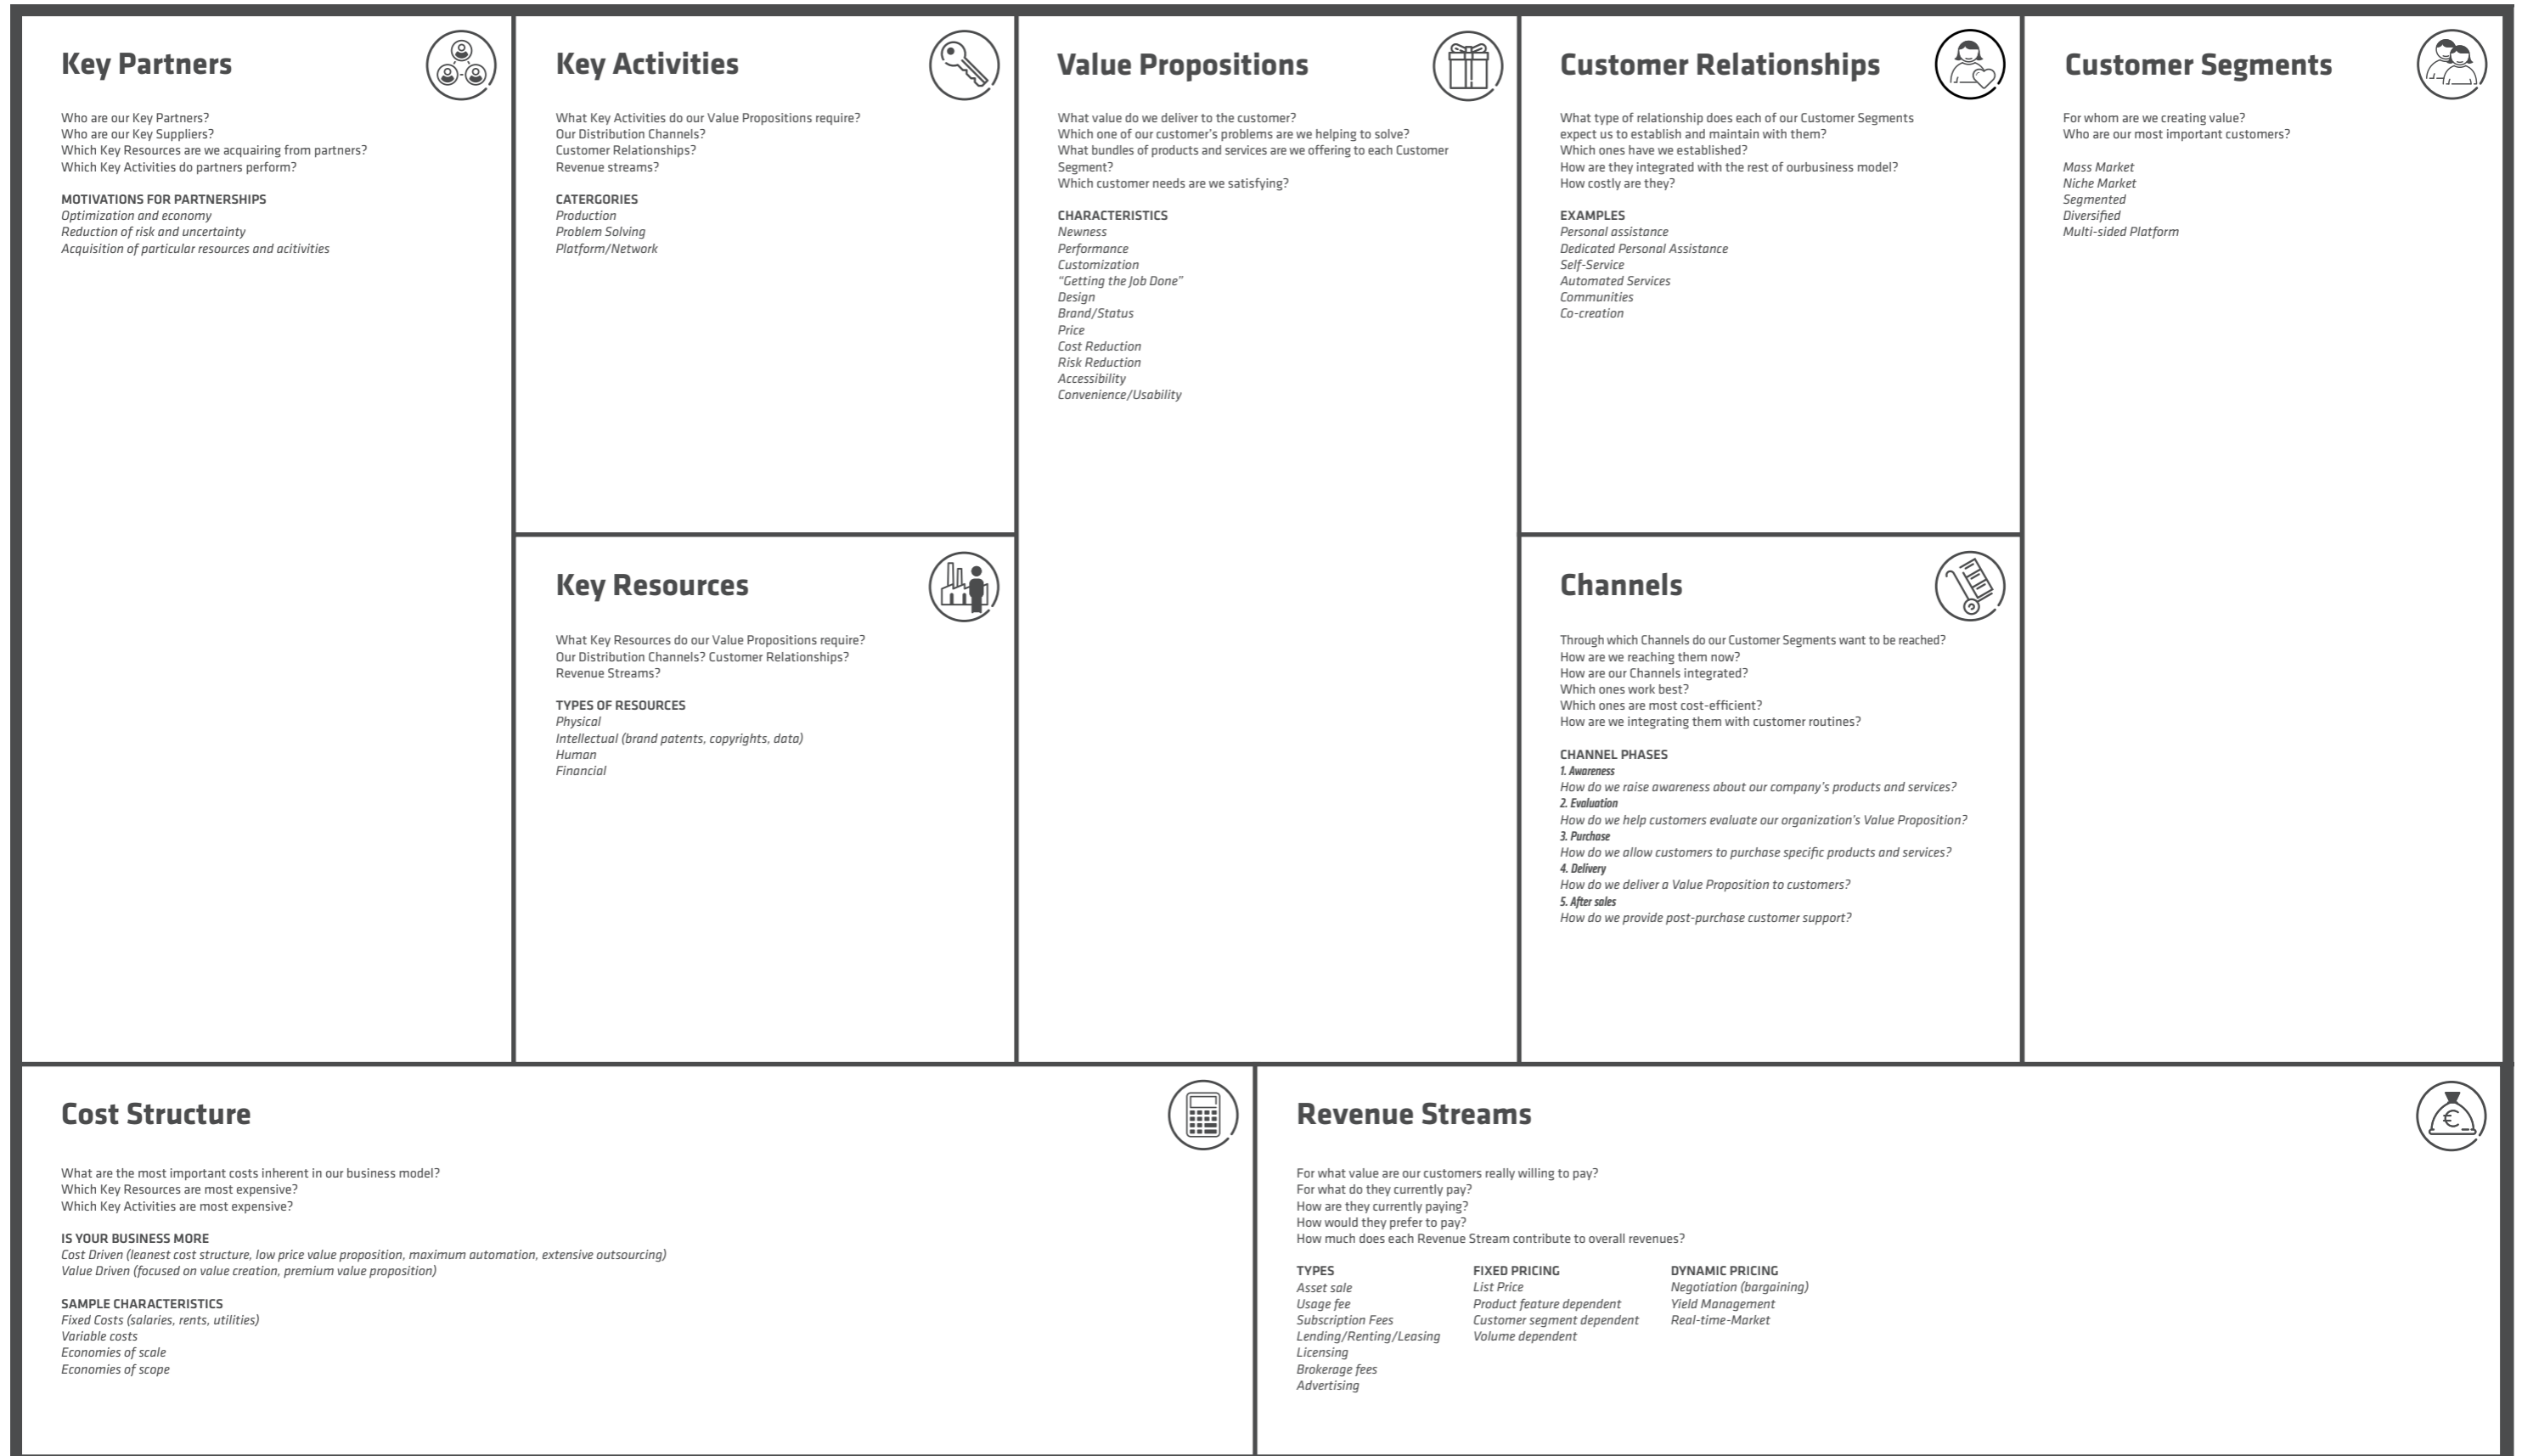 Key Partners
Who are our Key Partners?
Who are our Key Suppliers?
Which Key Resources are we acquairing from partners?
Which Key Activities do partners perform?
MOTIVATIONS FOR PARTNERSHIPS
Optimization and economy
Reduction of risk and uncertainty
Acquisition of particular resources and acitivities
Key Activities
What Key Activities do our Value Propositions require?
Our Distribution Channels?
Customer Relationships?
Revenue streams?
CATERGORIES
Production
Problem Solving
Platform/Network
Key Resources
What Key Resources do our Value Propositions require?
Our Distribution Channels? Customer Relationships?
Revenue Streams?
TYPES OF RESOURCES
Physical
Intellectual (brand patents, copyrights, data)
Human
Financial
Value Propositions
What value do we deliver to the customer?
Which one of our customer's problems are we helping to solve?
What bundles of products and services are we offering to each Customer
Segment?
Which customer needs are we satisfying?
CHARACTERISTICS
Newness
Performance
Customization
"Getting the Job Done"
Design
Brand/Status
Price
Cost Reduction
Risk Reduction
Accessibility
Convenience/Usability
Customer Relationships
What type of relationship does each of our Customer Segments
expect us to establish and maintain with them?
Which ones have we established?
How are they integrated with the rest of ourbusiness model?
How costly are they?
EXAMPLES
Personal assistance
Dedicated Personal Assistance
Self-Service
Automated Services
Communities
Co-creation
Channels
Through which Channels do our Customer Segments want to be reached?
How are we reaching them now?
How are our Channels integrated?
Which ones work best?
Which ones are most cost-efficient?
How are we integrating them with customer routines?
CHANNEL PHASES
1. Awareness
How do we raise awareness about our company's products and services?
2. Evaluation
How do we help customers evaluate our organization's Value Proposition?
3. Purchase
How do we allow customers to purchase specific products and services?
4. Delivery
How do we deliver a Value Proposition to customers?
5. After sales
How do we provide post-purchase customer support?
Customer Segments
For whom are we creating value?
Who are our most important customers?
Mass Market
Niche Market
Segmented
Diversified
Multi-sided Platform
Cost Structure
What are the most important costs inherent in our business model?
Which Key Resources are most expensive?
Which Key Activities are most expensive?
IS YOUR BUSINESS MORE
Cost Driven (leanest cost structure, low price value proposition, maximum automation, extensive outsourcing)
Value Driven (focused on value creation, premium value proposition)
SAMPLE CHARACTERISTICS
Fixed Costs (salaries, rents, utilities)
Variable costs
Economies of scale
Economies of scope
Revenue Streams
€
For what value are our customers really willing to pay?
For what do they currently pay?
How are they currently paying?
How would they prefer to pay?
How much does each Revenue Stream contribute to overall revenues?
TYPES
Asset sale
Usage fee
Subscription Fees
Lending/Renting/Leasing
Licensing
Brokerage fees
Advertising
FIXED PRICING
List Price
Product feature dependent
Customer segment dependent
Volume dependent
DYNAMIC PRICING
Negotiation (bargaining)
Yield Management
Real-time-Market